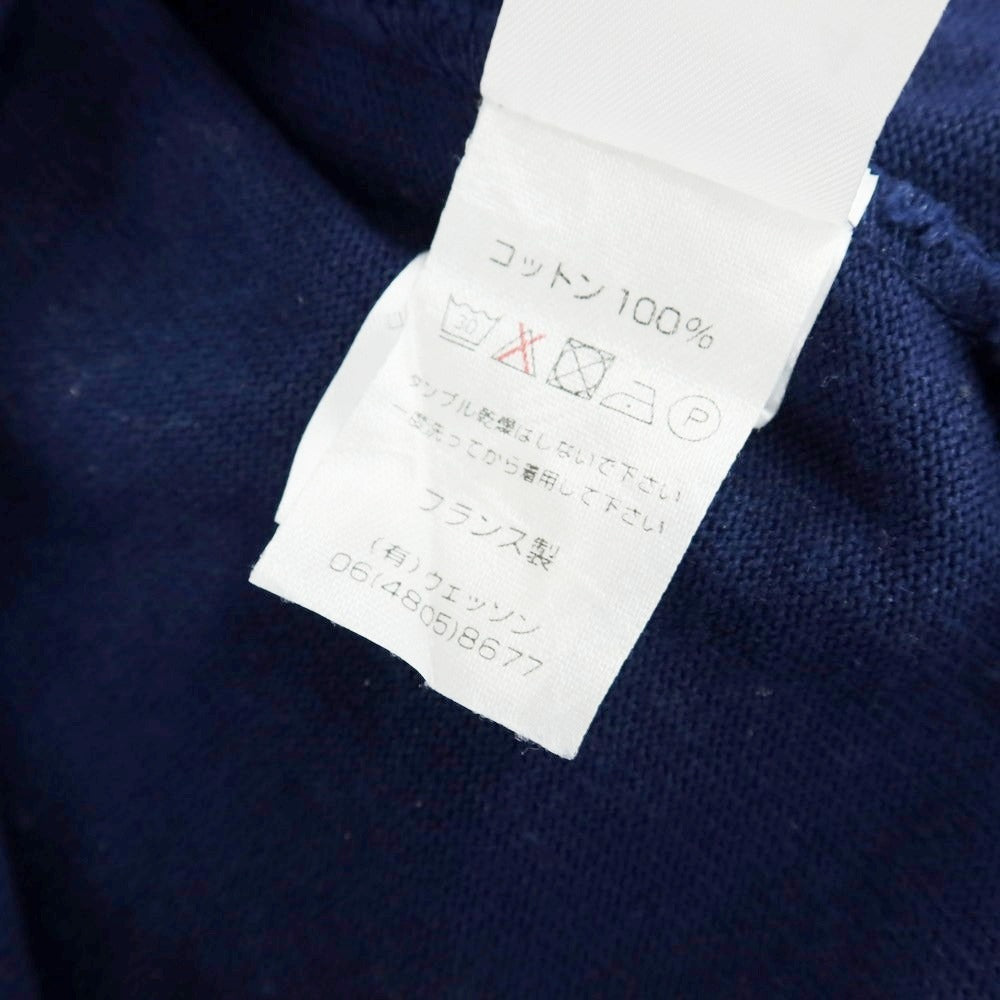 コットン100%
30
P
タンブル乾燥はしないで下さい
一度洗ってから着用して下さい
フランス製
(有)ウエッソン
06(4805)8677